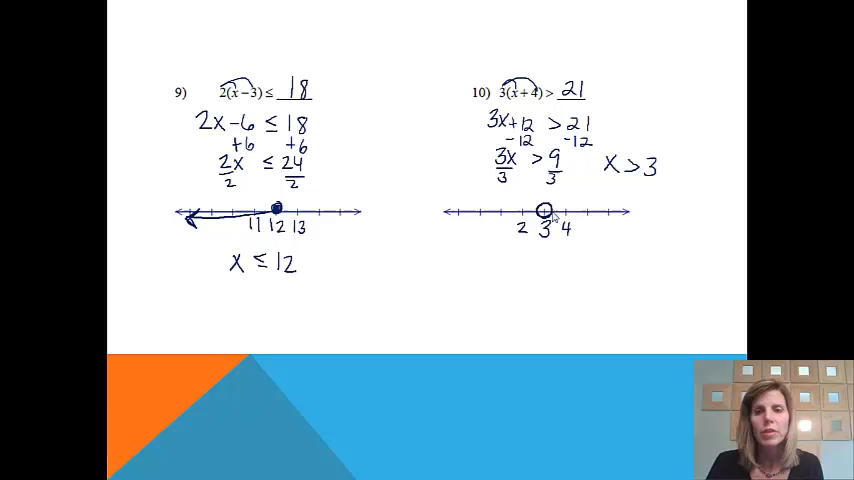 9) 2(x−3) ≤ 18
2x−6 ≤ 18
+6 +6
2x ≤ 24
2 2
11 12 13
x ≤ 12
10) 3(x+4) > 21
3x+12 > 21
−12 −12
3x > 9
3 3
x > 3
2 3 4